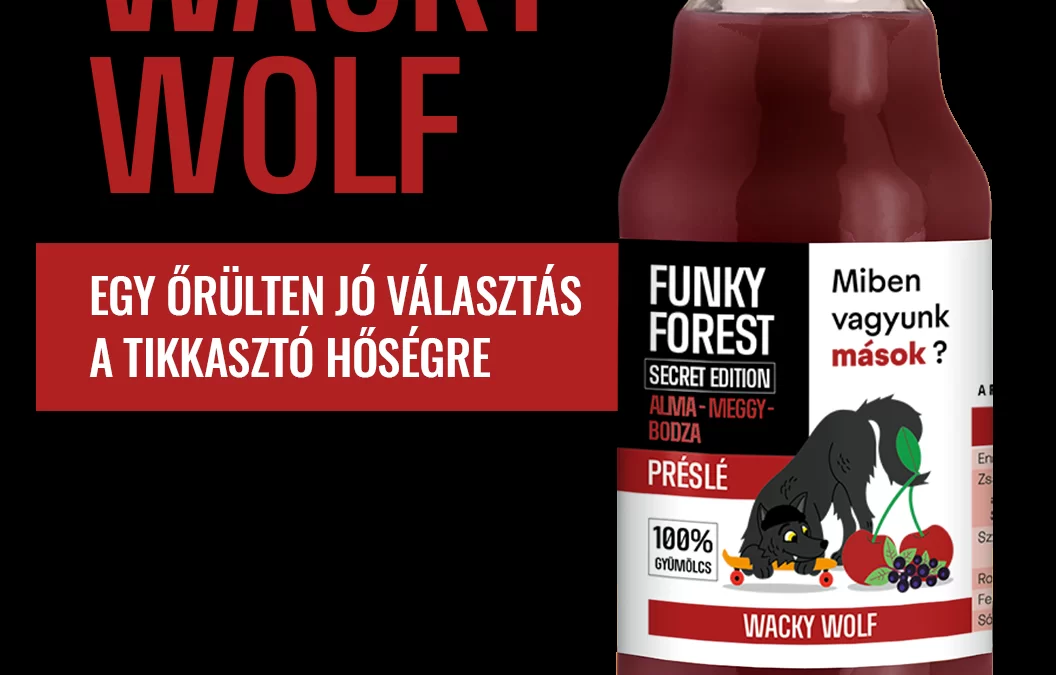 WACKY
WOLF
EGY ŐRÜLTEN JÓ VÁLASZTÁS
A TIKKASZTÓ HŐSÉGRE
FUNKY
FOREST
SECRET EDITION
ALMA - MEGGY -
BODZA
PRÉSLÉ
100%
GYÜMÖLCS
Miben
vagyunk
mások ?
WACKY WOLF